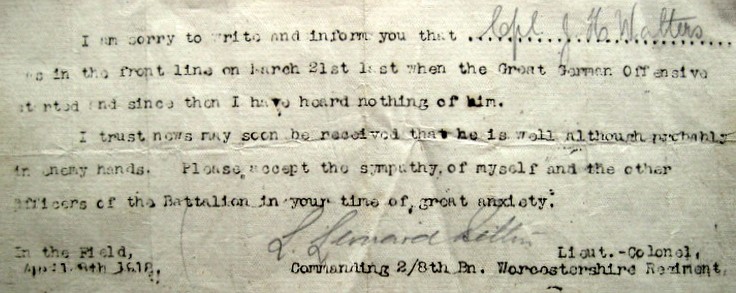 I am sorry to write and inform you that ..Cpl J H Walters...
as in the front line on March 21st last when the Great German Offensive
started and since then I have heard nothing of him.
I trust news may soon be received that he is well although probably
in enemy hands. Please accept the sympathy of myself and the other
officers of the Battalion in your time of great anxiety.
L. Leonard
In the Field, Lieut.-Colonel,
April 8th 1918. Commanding 2/8th Bn. Worcestershire Regiment.